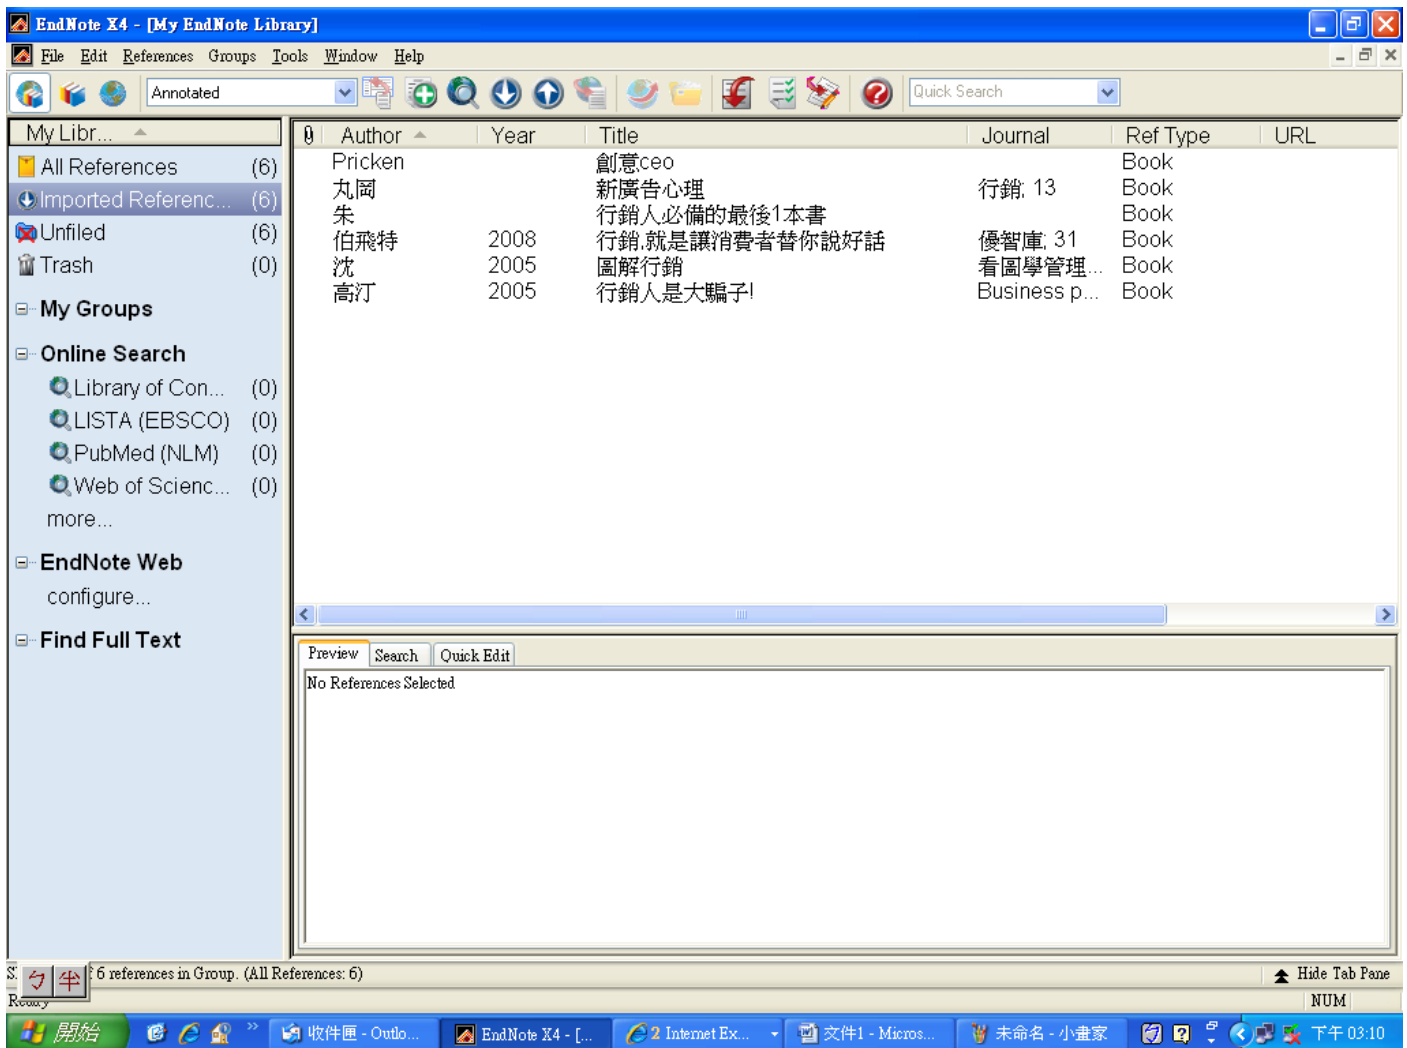 EndNote X4 - [My EndNote Library]
File Edit References Groups Tools Window Help
Annotated Quick Search
My Libr...
All References (6)
Imported Referenc... (6)
Unfiled (6)
Trash (0)
My Groups
Online Search
Library of Con... (0)
LISTA (EBSCO) (0)
PubMed (NLM) (0)
Web of Scienc... (0)
more...
EndNote Web
configure...
Find Full Text
Author Year Title Journal Ref Type URL
Pricken 創意ceo Book
丸岡 新廣告心理 行銷; 13 Book
朱 行銷人必備的最後1本書 Book
伯飛特 2008 行銷,就是讓消費者替你說好話 優智庫; 31 Book
沈 2005 圖解行銷 看圖學管理... Book
高汀 2005 行銷人是大騙子! Business p... Book
Preview Search Quick Edit
No References Selected
6 references in Group. (All References: 6) Hide Tab Pane
ㄅ 半
Ready NUM
開始 收件匣 - Outlo... EndNote X4 - [... 2 Internet Ex... 文件1 - Micros... 未命名 - 小畫家 下午 03:10